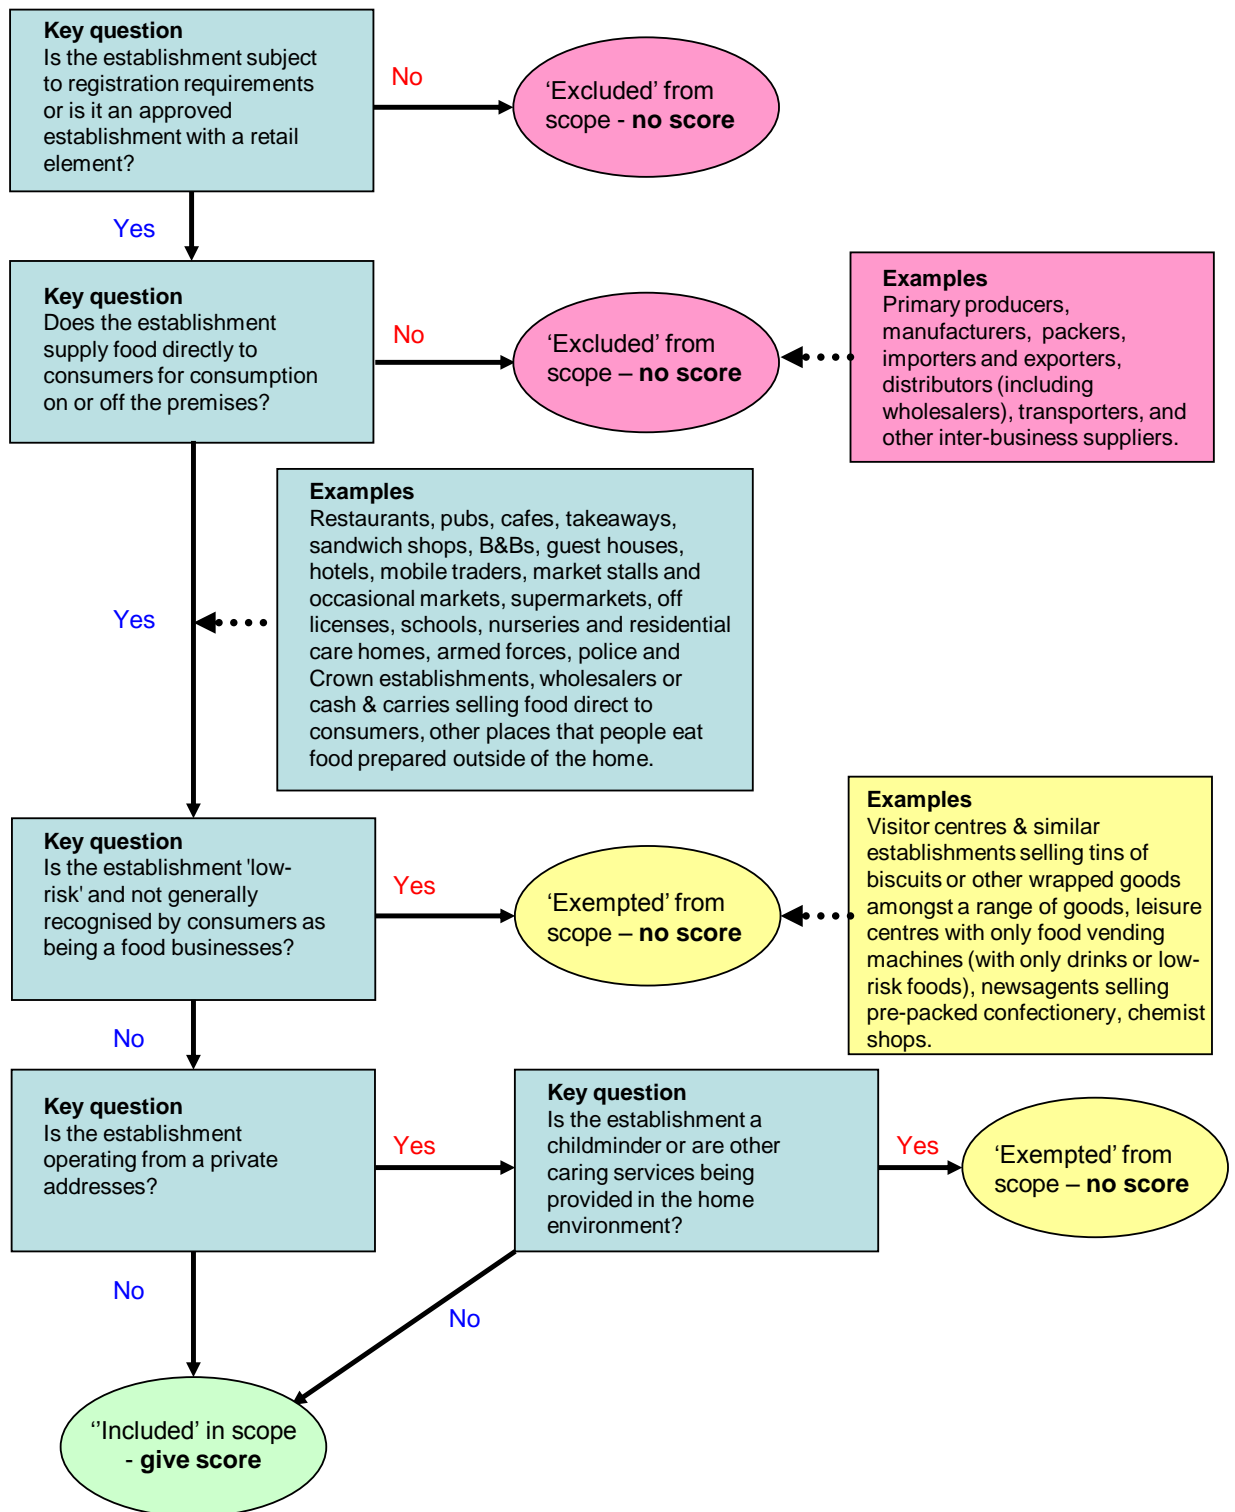 Key question
Is the establishment subject
to registration requirements
or is it an approved
establishment with a retail
element?
No
‘Excluded’ from
scope - no score
Yes
Key question
Does the establishment
supply food directly to
consumers for consumption
on or off the premises?
No
‘Excluded’ from
scope – no score
Examples
Primary producers,
manufacturers, packers,
importers and exporters,
distributors (including
wholesalers), transporters, and
other inter-business suppliers.
Yes
Examples
Restaurants, pubs, cafes, takeaways,
sandwich shops, B&Bs, guest houses,
hotels, mobile traders, market stalls and
occasional markets, supermarkets, off
licenses, schools, nurseries and residential
care homes, armed forces, police and
Crown establishments, wholesalers or
cash & carries selling food direct to
consumers, other places that people eat
food prepared outside of the home.
Key question
Is the establishment 'low-
risk' and not generally
recognised by consumers as
being a food businesses?
Yes
‘Exempted’ from
scope – no score
Examples
Visitor centres & similar
establishments selling tins of
biscuits or other wrapped goods
amongst a range of goods, leisure
centres with only food vending
machines (with only drinks or low-
risk foods), newsagents selling
pre-packed confectionery, chemist
shops.
No
Key question
Is the establishment
operating from a private
addresses?
Yes
Key question
Is the establishment a
childminder or are other
caring services being
provided in the home
environment?
Yes
‘Exempted’ from
scope – no score
No
No
‘’Included’ in scope
- give score